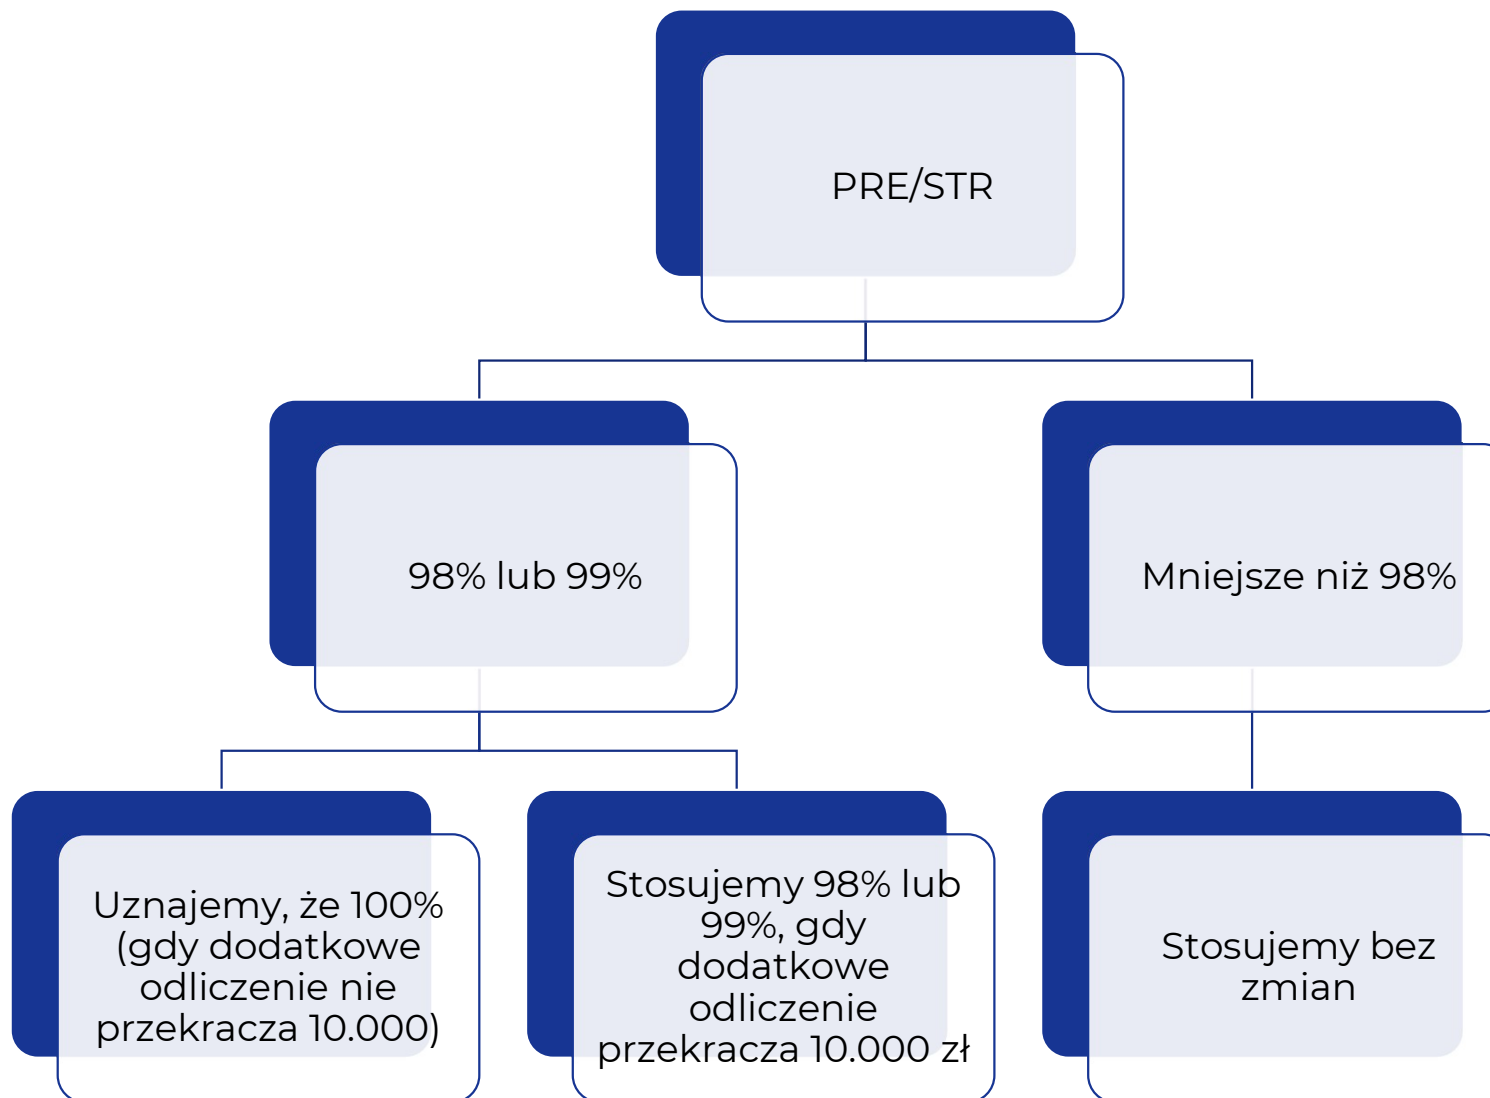 PRE/STR
98% lub 99%
Mniejsze niż 98%
Uznajemy, że 100%
(gdy dodatkowe
odliczenie nie
przekracza 10.000)
Stosujemy 98% lub
99%, gdy
dodatkowe
odliczenie
przekracza 10.000 zł
Stosujemy bez
zmian